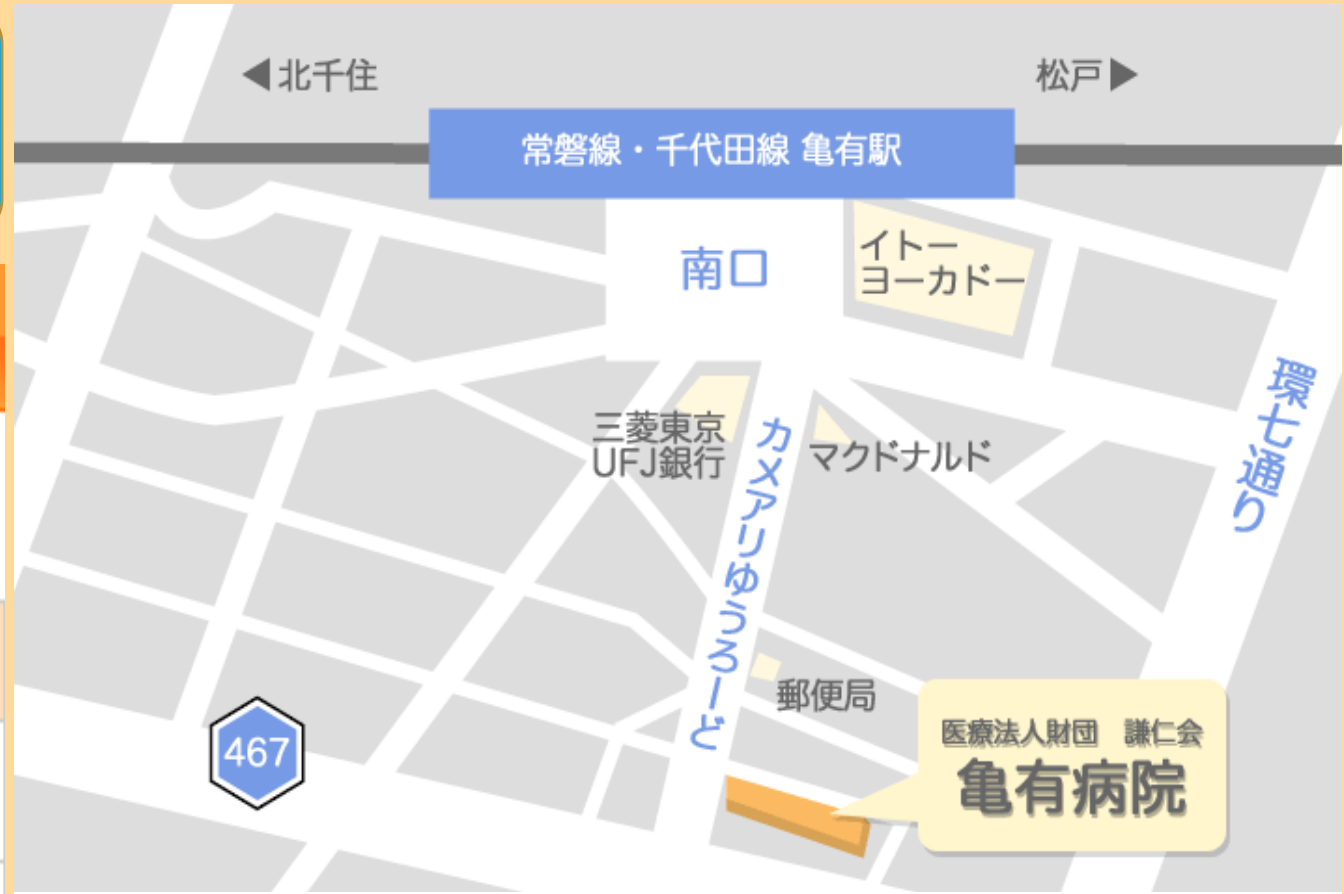 ◀北千住
松戸▶
常磐線・千代田線 亀有駅
南口
イトー
ヨーカドー
環七通り
三菱東京
UFJ銀行
カメアリゆうろーど
マクドナルド
郵便局
467
医療法人財団　謙仁会
亀有病院